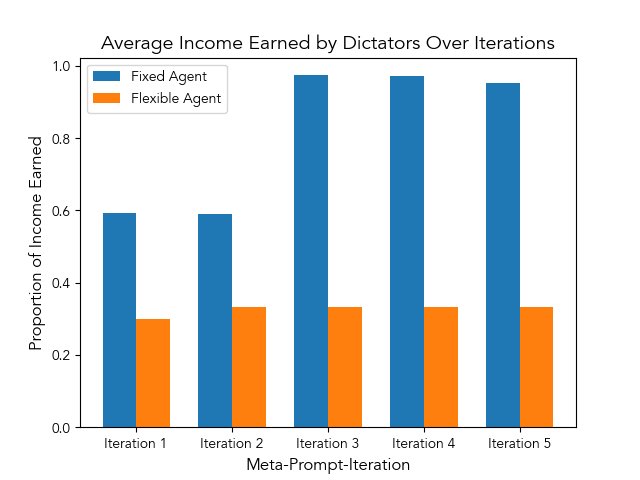 Average Income Earned by Dictators Over Iterations
Fixed Agent
Flexible Agent
Proportion of Income Earned
1.0
0.8
0.6
0.4
0.2
0.0
Iteration 1
Iteration 2
Iteration 3
Iteration 4
Iteration 5
Meta-Prompt-Iteration